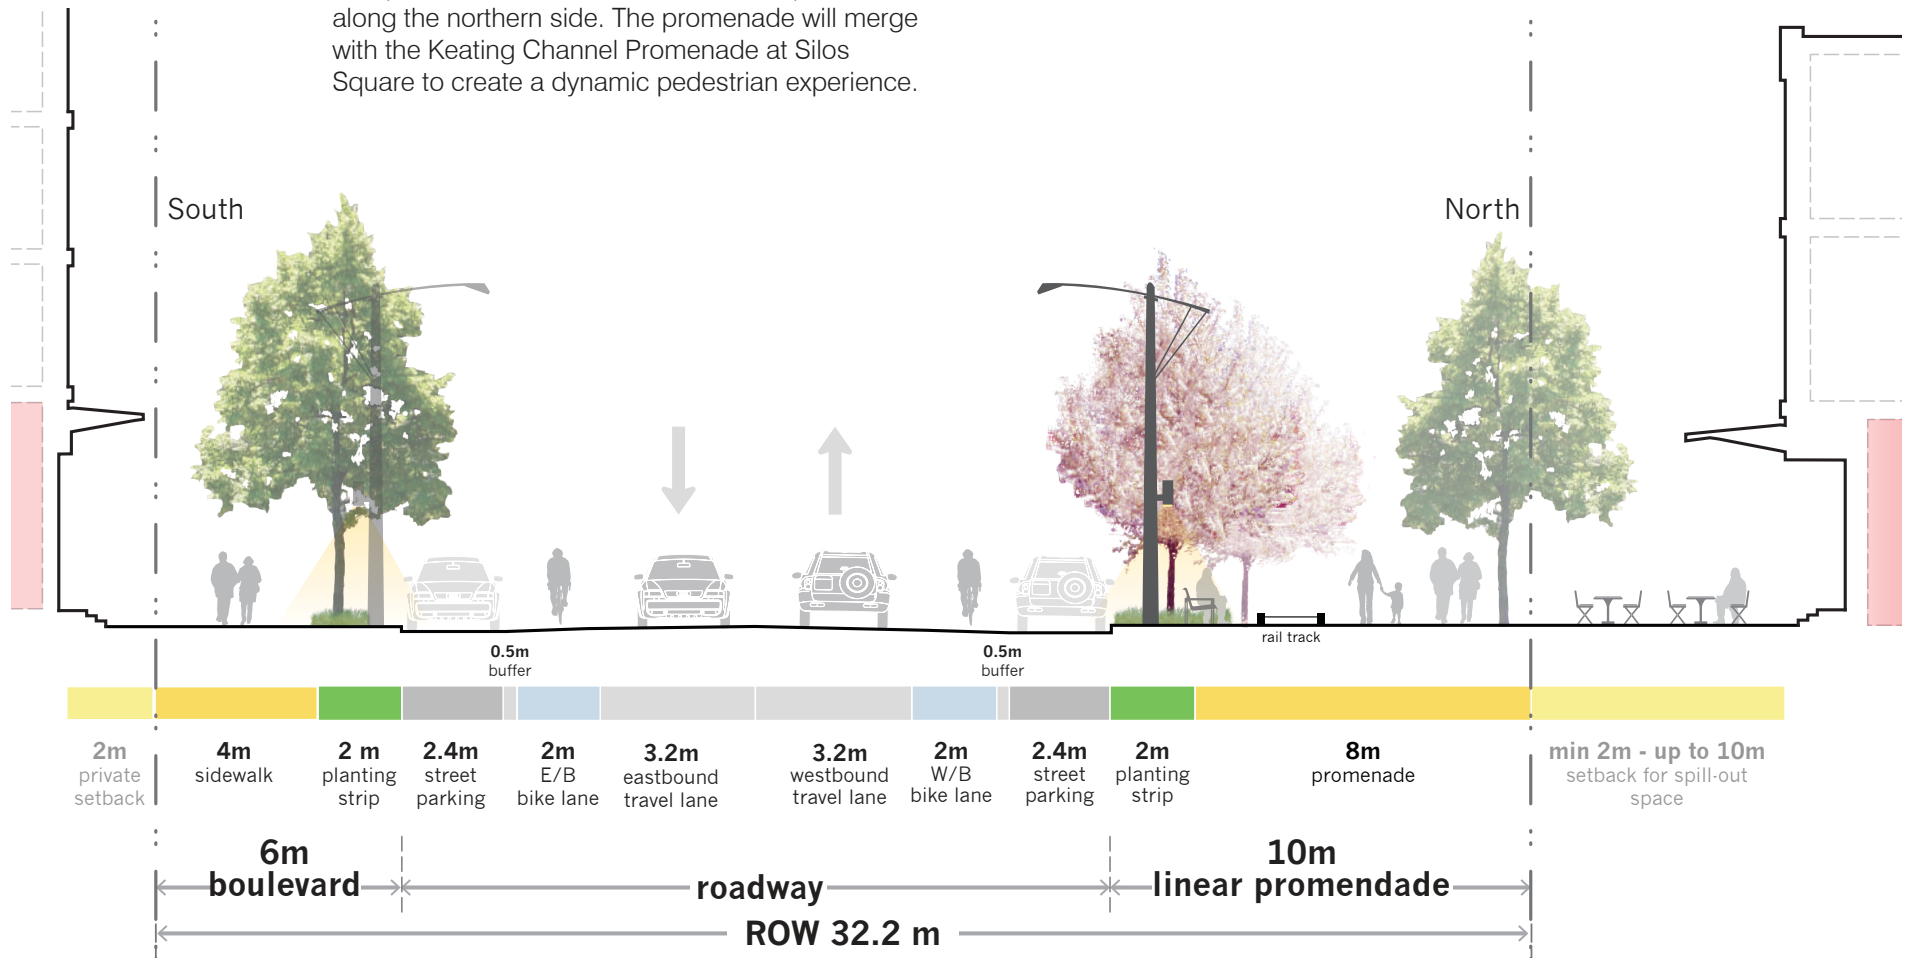 along the northern side. The promenade will merge
with the Keating Channel Promenade at Silos
Square to create a dynamic pedestrian experience.
South
North
rail track
0.5m
buffer
0.5m
buffer
2m
private
setback
4m
sidewalk
2 m
planting
strip
2.4m
street
parking
2m
E/B
bike lane
3.2m
eastbound
travel lane
3.2m
westbound
travel lane
2m
W/B
bike lane
2.4m
street
parking
2m
planting
strip
8m
promenade
min 2m - up to 10m
setback for spill-out
space
6m
boulevard
roadway
10m
linear promendade
ROW 32.2 m